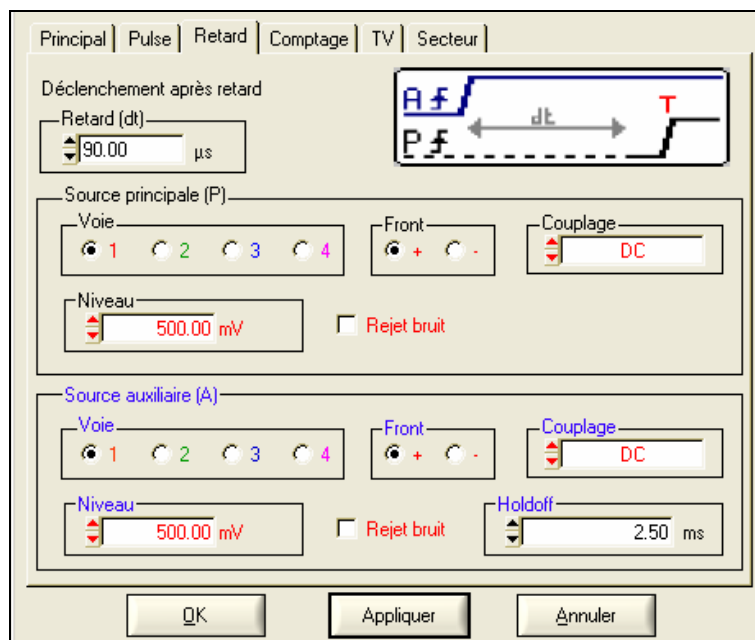 Principal Pulse Retard Comptage TV Secteur
Déclenchement après retard
Retard (dt)
90.00 µs
A dt T
P
Source principale (P)
Voie Front Couplage
1 2 3 4 + - DC
Niveau
500.00 mV Rejet bruit
Source auxiliaire (A)
Voie Front Couplage
1 2 3 4 + - DC
Niveau Holdoff
500.00 mV Rejet bruit 2.50 ms
OK Appliquer Annuler